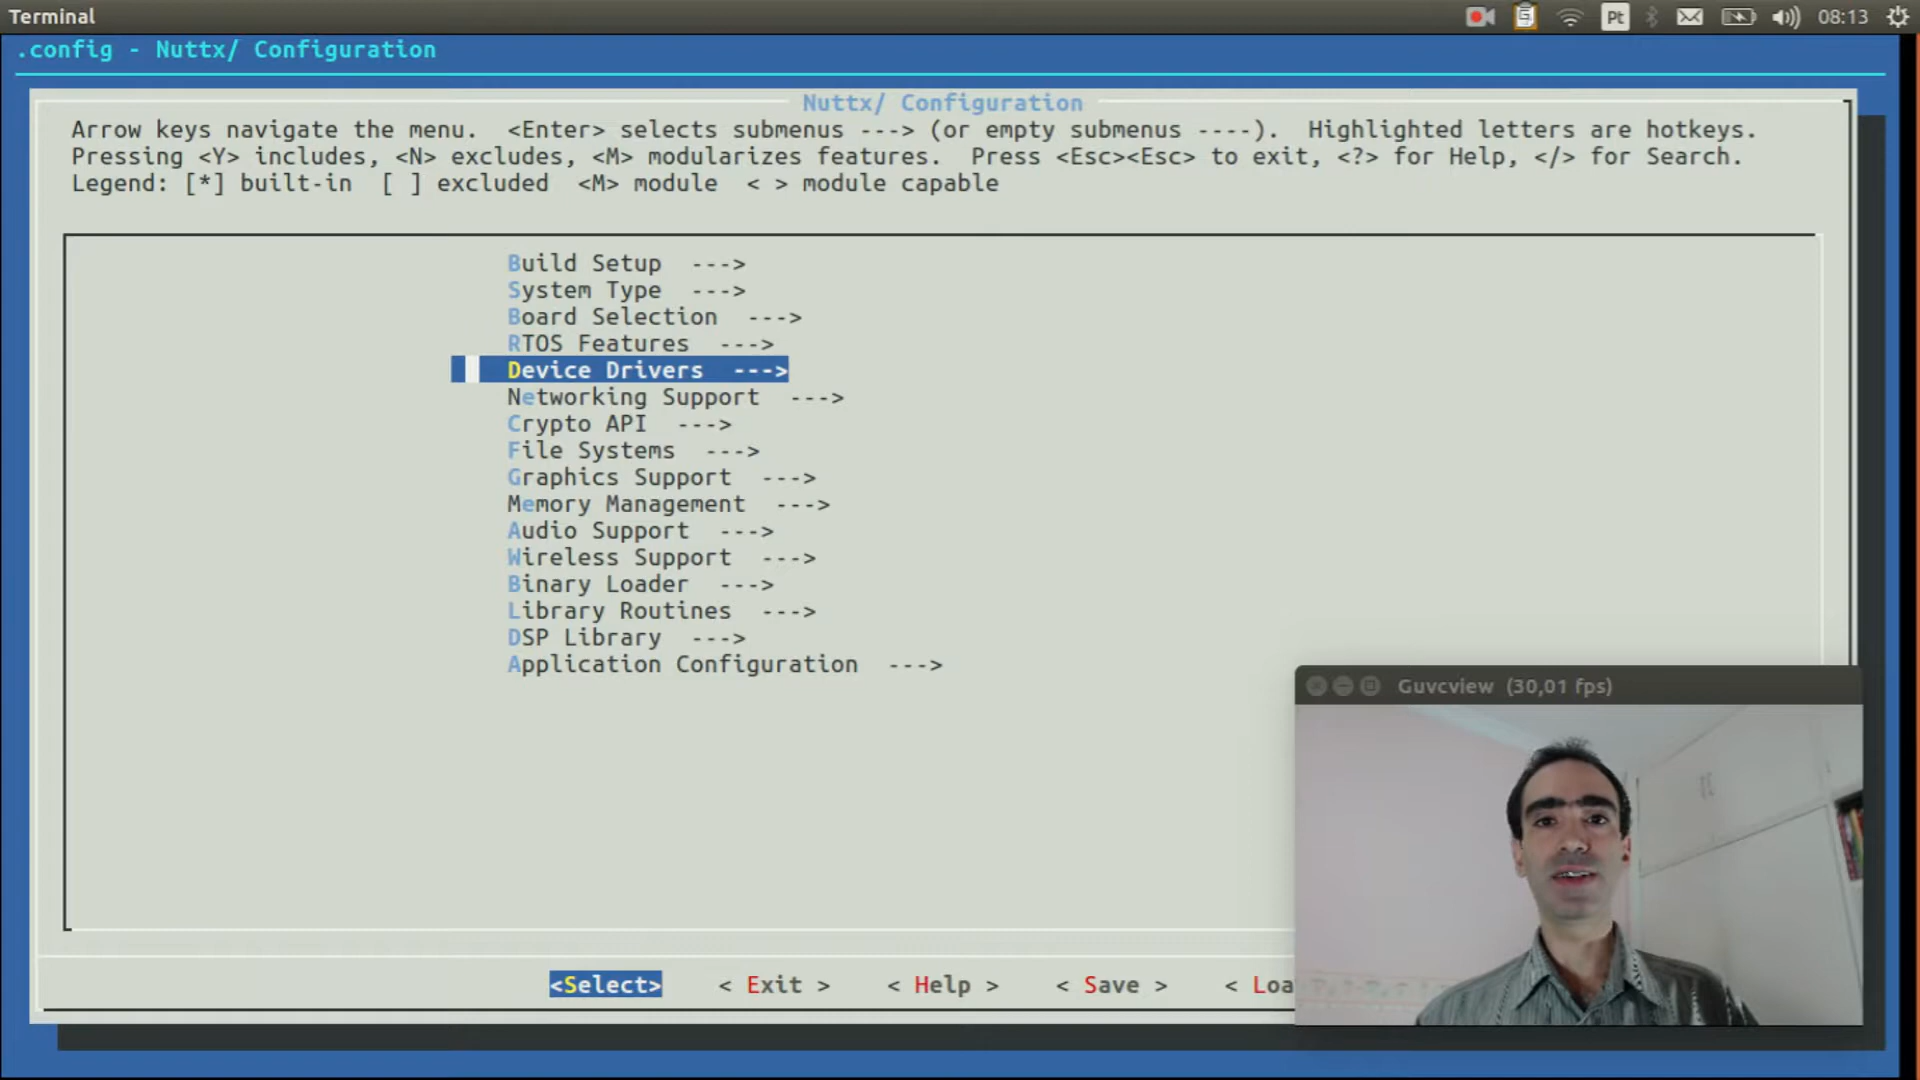 Terminal
Pt
08:13
.config - Nuttx/ Configuration
Nuttx/ Configuration
Arrow keys navigate the menu. <Enter> selects submenus ---> (or empty submenus ----). Highlighted letters are hotkeys.
Pressing <Y> includes, <N> excludes, <M> modularizes features. Press <Esc><Esc> to exit, <?> for Help, </> for Search.
Legend: [*] built-in [ ] excluded <M> module < > module capable
Build Setup --->
System Type --->
Board Selection --->
RTOS Features --->
Device Drivers --->
Networking Support --->
Crypto API --->
File Systems --->
Graphics Support --->
Memory Management --->
Audio Support --->
Wireless Support --->
Binary Loader --->
Library Routines --->
DSP Library --->
Application Configuration --->
Guvcview (30,01 fps)
<Select> < Exit > < Help > < Save > < Loa